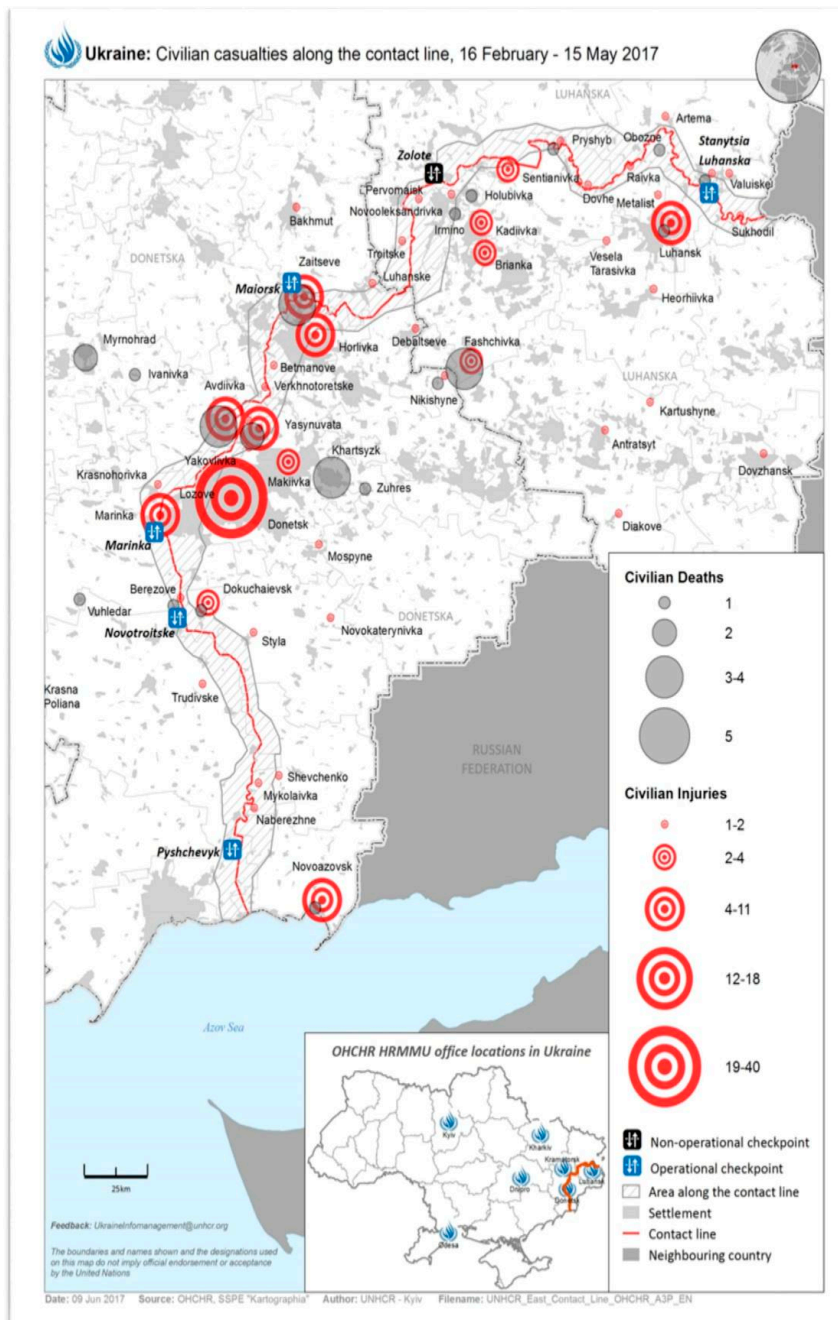 Ukraine: Civilian casualties along the contact line, 16 February - 15 May 2017
LUHANSKA
Artema
Pryshyb
Obozne
Stanytsia
Luhanska
Zolote
Sentianivka
Raivka
Valuiske
Pervomaisk
Holubivka
Dovhe
Metalist
Novooleksandrivka
Bakhmut
Irmino
Kadiivka
Sukhodil
Troitske
Luhansk
Vesela
Tarasivka
Zaitseve
Brianka
DONETSKA
Luhanske
Maiorsk
Heorhiivka
Debaltseve
Myrnohrad
Horlivka
Fashchivka
Betmanove
Ivanivka
LUHANSKA
Avdiivka
Verkhnotoretske
Nikishyne
Kartushyne
Yasynuvata
Antratsyt
Khartsyzk
Yakovlivka
Dovzhansk
Krasnohorivka
Makiivka
Zuhres
Lozove
Marinka
Donetsk
Diakove
Marinka
Mospyne
Berezove
Dokuchaievsk
Vuhledar
DONETSKA
Novotroitske
Novokaterynivka
Styla
Krasna
Poliana
Trudivske
RUSSIAN
FEDERATION
Shevchenko
Mykolaivka
Naberezhne
Pyshchevyk
Novoazovsk
Azov Sea
Civilian Deaths
1
2
3-4
5
Civilian Injuries
1-2
2-4
4-11
12-18
19-40
Non-operational checkpoint
Operational checkpoint
Area along the contact line
Settlement
Contact line
Neighbouring country
OHCHR HRMMU office locations in Ukraine
Kyiv
Kharkiv
Kramatorsk
Dnipro
Odesa
25km
Feedback: UkraineInfomanagement@unhcr.org
The boundaries and names shown and the designations used
on this map do not imply official endorsement or acceptance
by the United Nations
Date: 09 Jun 2017 Source: OHCHR, SSPE "Kartographia" Author: UNHCR - Kyiv Filename: UNHCR_East_Contact_Line_OHCHR_A3P_EN